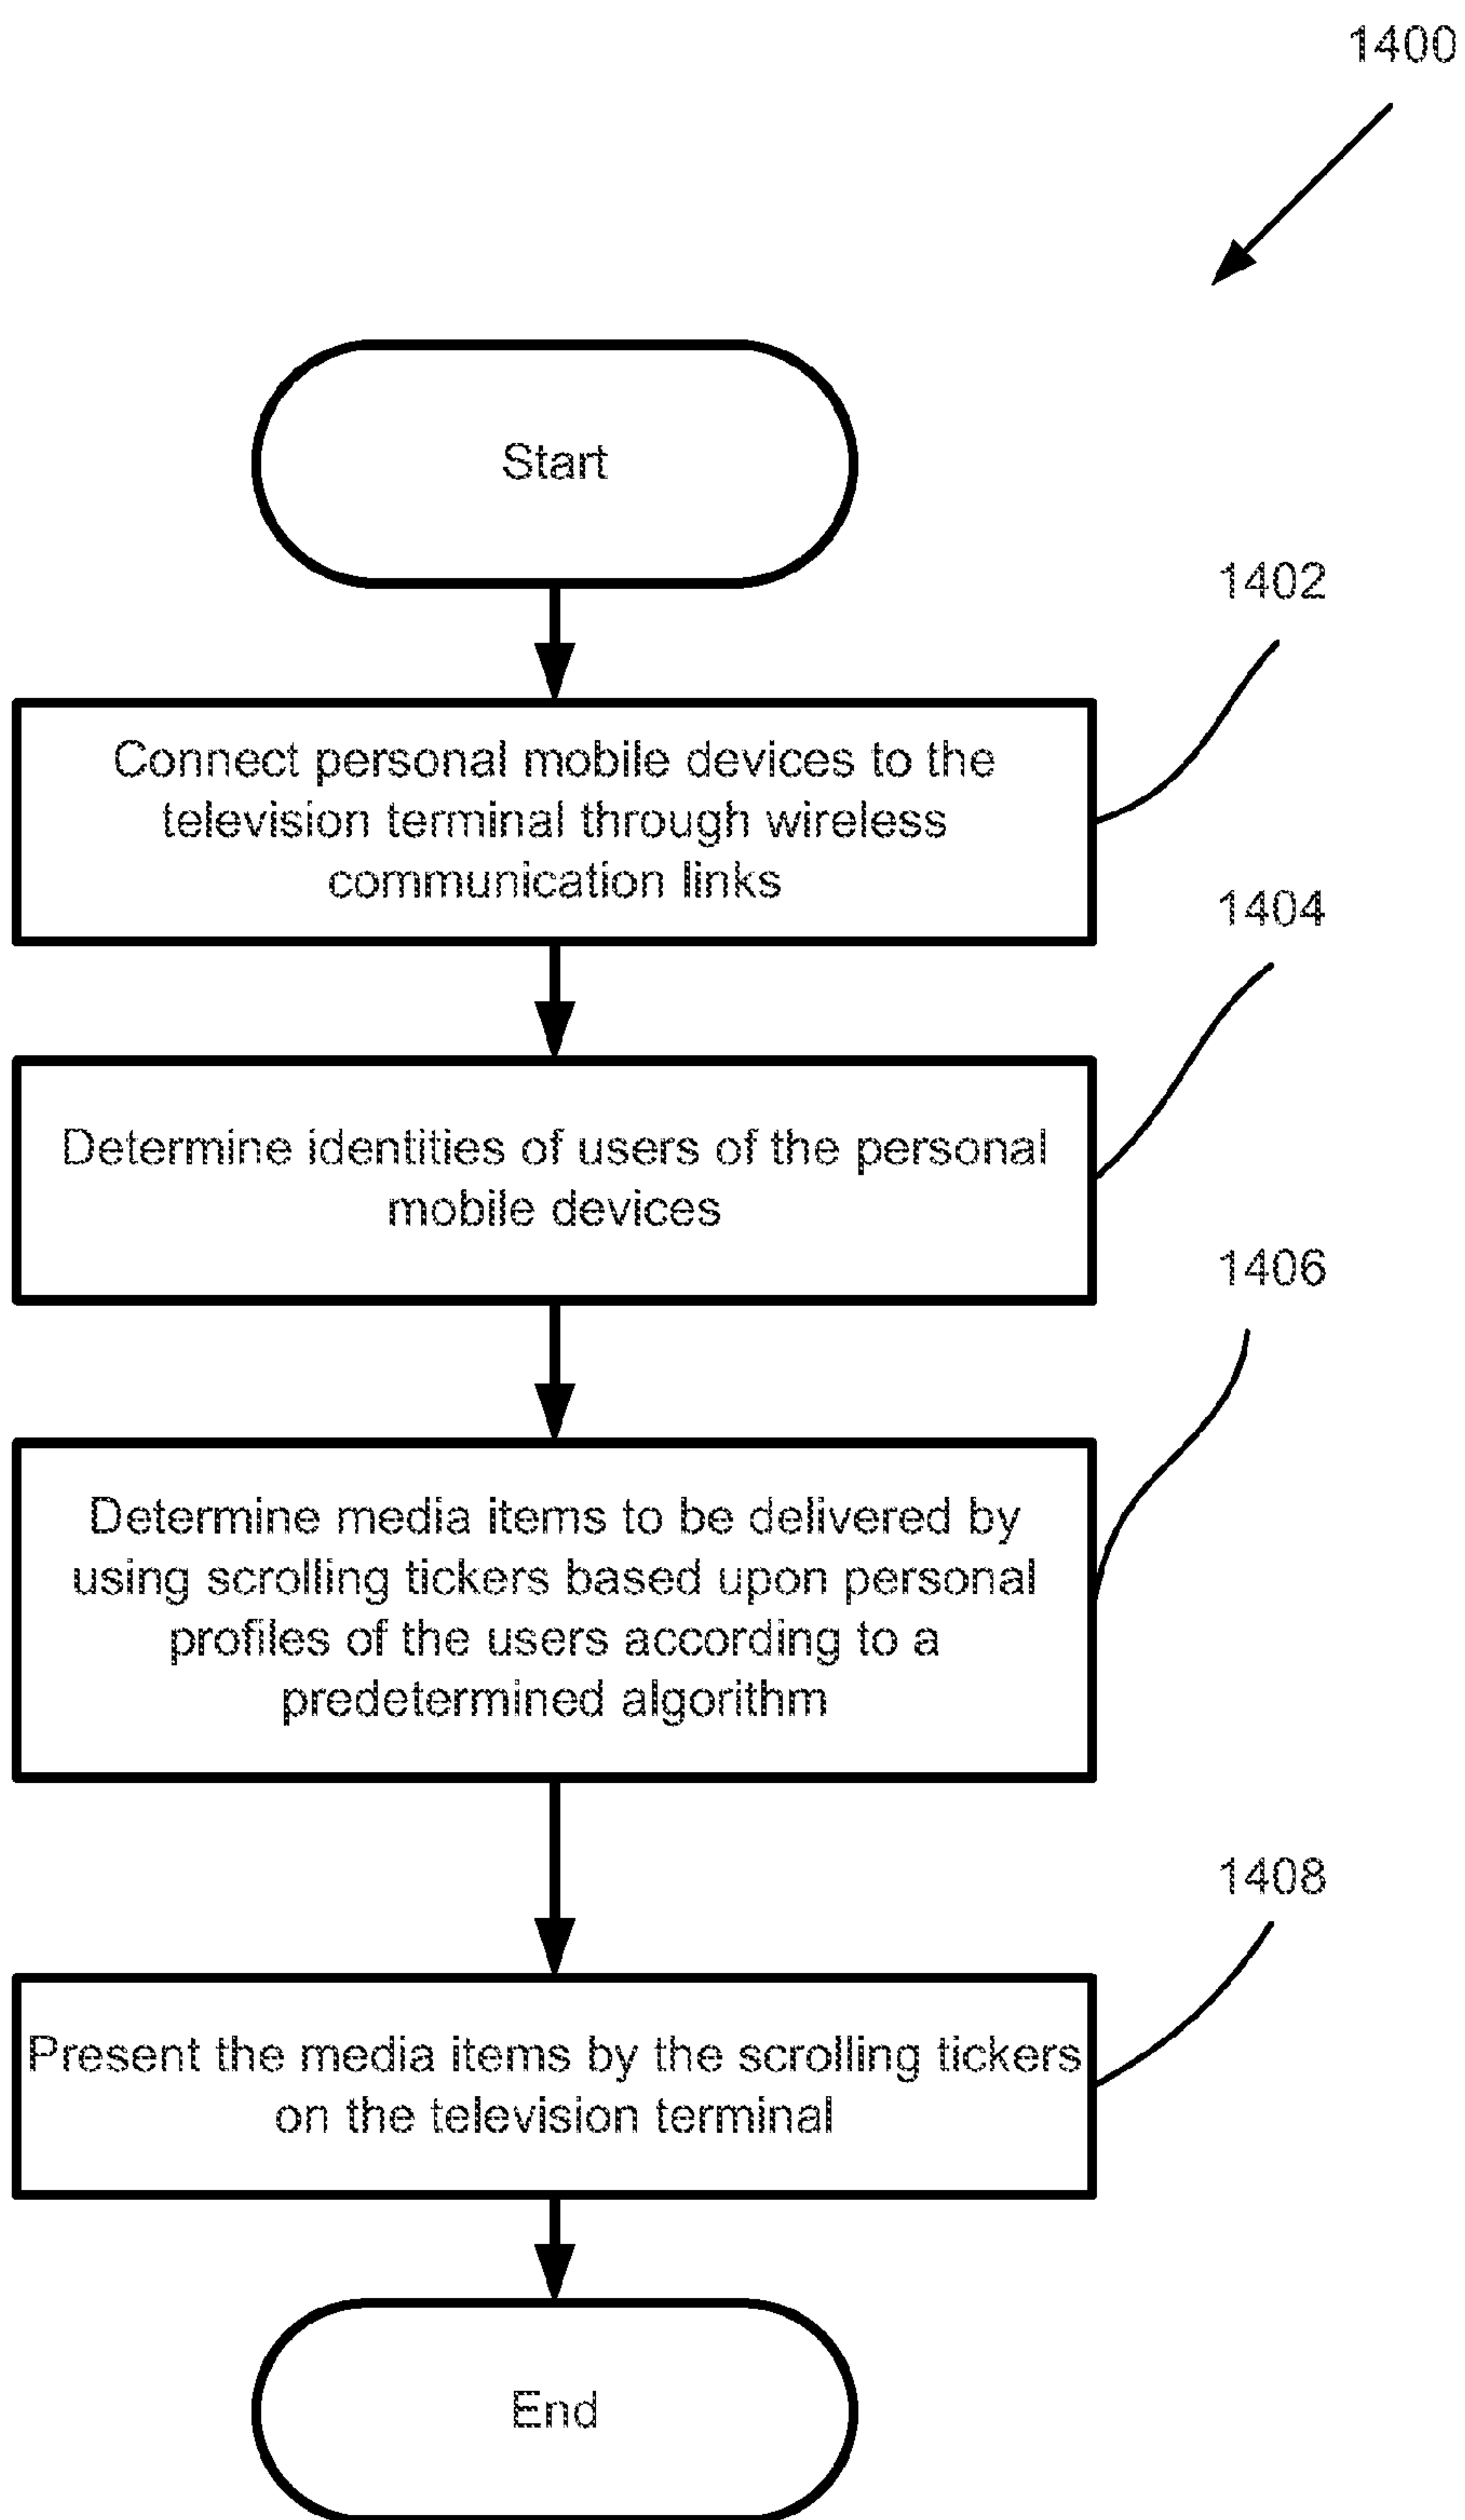 1400
Start
1402
Connect personal mobile devices to the
television terminal through wireless
communication links
1404
Determine identities of users of the personal
mobile devices
1406
Determine media items to be delivered by
using scrolling tickers based upon personal
profiles of the users according to a
predetermined algorithm
1408
Present the media items by the scrolling tickers
on the television terminal
End